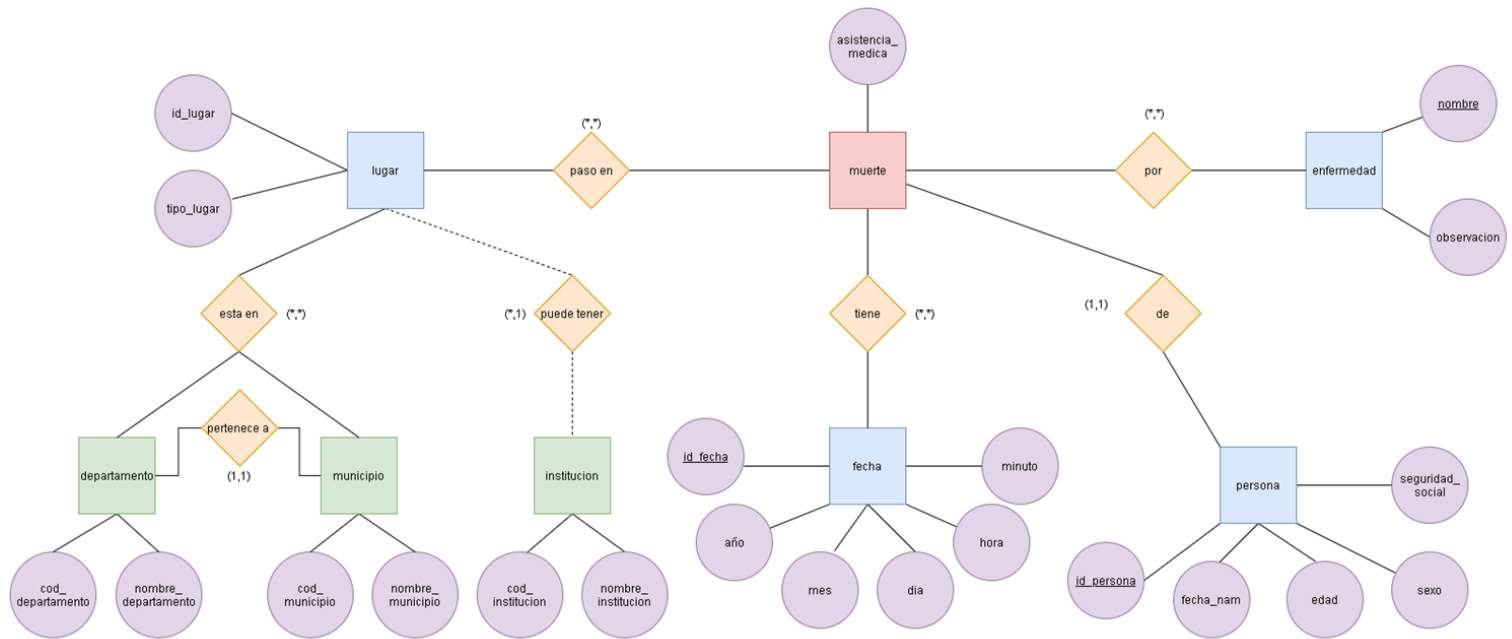 asistencia_
medica
id_lugar
nombre
(*,*)
(*,*)
lugar
paso en
muerte
por
enfermedad
tipo_lugar
observacion
esta en
(*,*)
(*,1)
puede tener
tiene
(*,*)
(1,1)
de
pertenece a
(1,1)
departamento
municipio
institucion
id_fecha
fecha
minuto
persona
seguridad_
social
año
mes
dia
hora
cod_
departamento
nombre_
departamento
cod_
municipio
nombre_
municipio
cod_
institucion
nombre_
institucion
id_persona
fecha_nam
edad
sexo